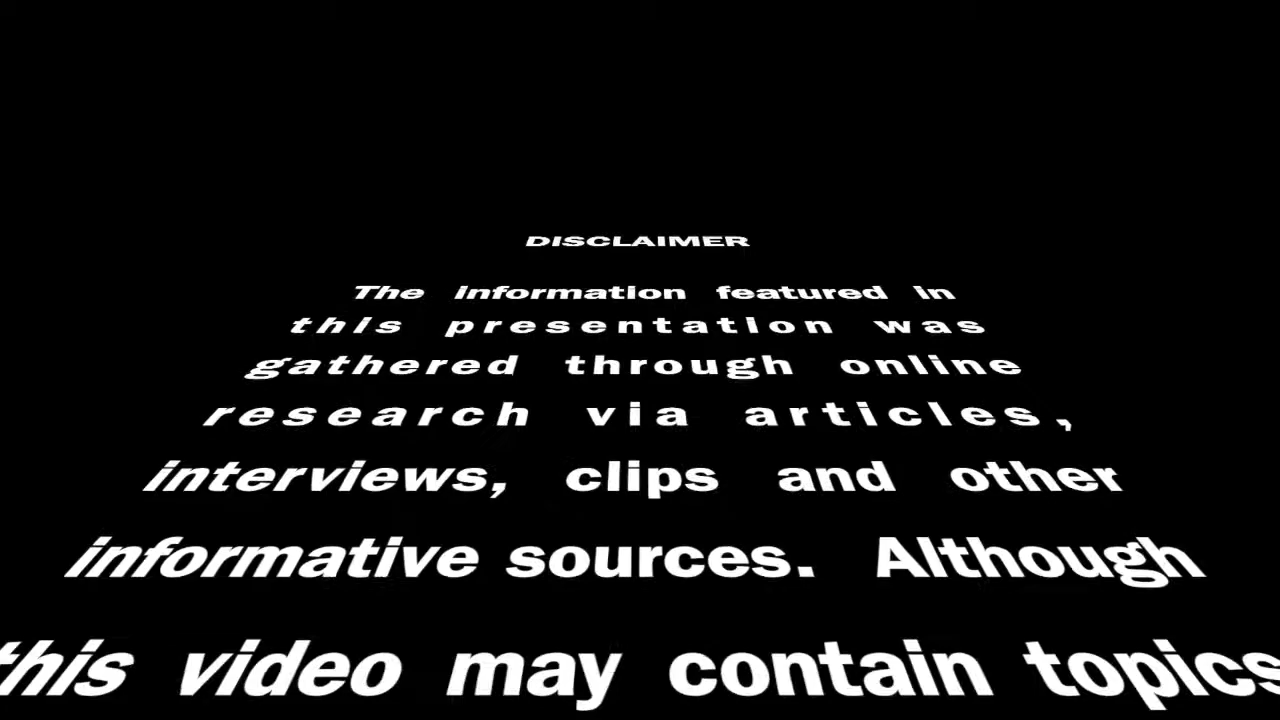 DISCLAIMER
The information featured in
this presentation was
gathered through online
research via articles,
interviews, clips and other
informative sources. Although
this video may contain topics